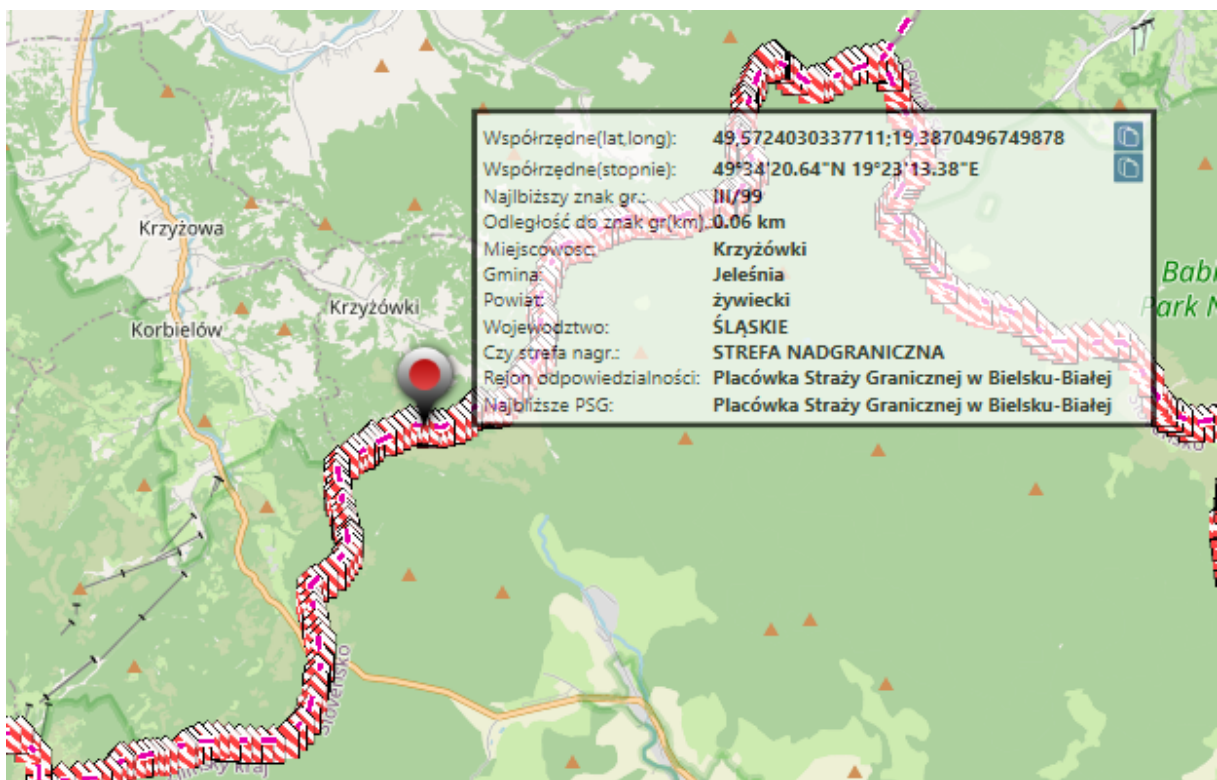 Współrzędne(lat,long): 49,5724030337711;19,3870496749878
Współrzędne(stopnie): 49°34'20.64"N 19°23'13.38"E
Najlbiższy znak gr.: III/99
Odległość do znak gr(km).: 0.06 km
Miejscowość: Krzyżówki
Gmina: Jeleśnia
Powiat: żywiecki
Województwo: ŚLĄSKIE
Czy strefa nagr.: STREFA NADGRANICZNA
Rejon odpowiedzialności: Placówka Straży Granicznej w Bielsku-Białej
Najbliższe PSG: Placówka Straży Granicznej w Bielsku-Białej
Krzyżowa
Krzyżówki
Korbielów
Babi
Park N
Slovensko
kraj